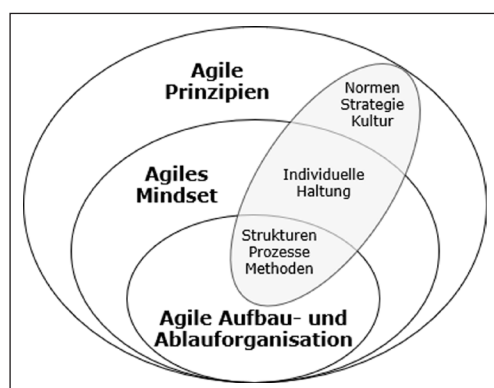 Agile
Prinzipien
Normen
Strategie
Kultur
Agiles
Mindset
Individuelle
Haltung
Strukturen
Prozesse
Methoden
Agile Aufbau- und
Ablauforganisation